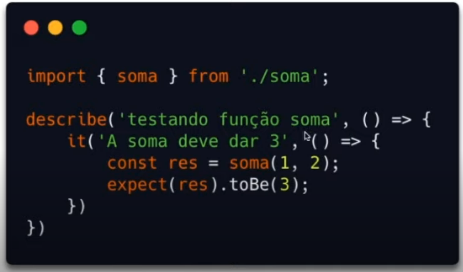 import { soma } from './soma';
describe('testando função soma', () => {
it('A soma deve dar 3', () => {
const res = soma(1, 2);
expect(res).toBe(3);
})
})